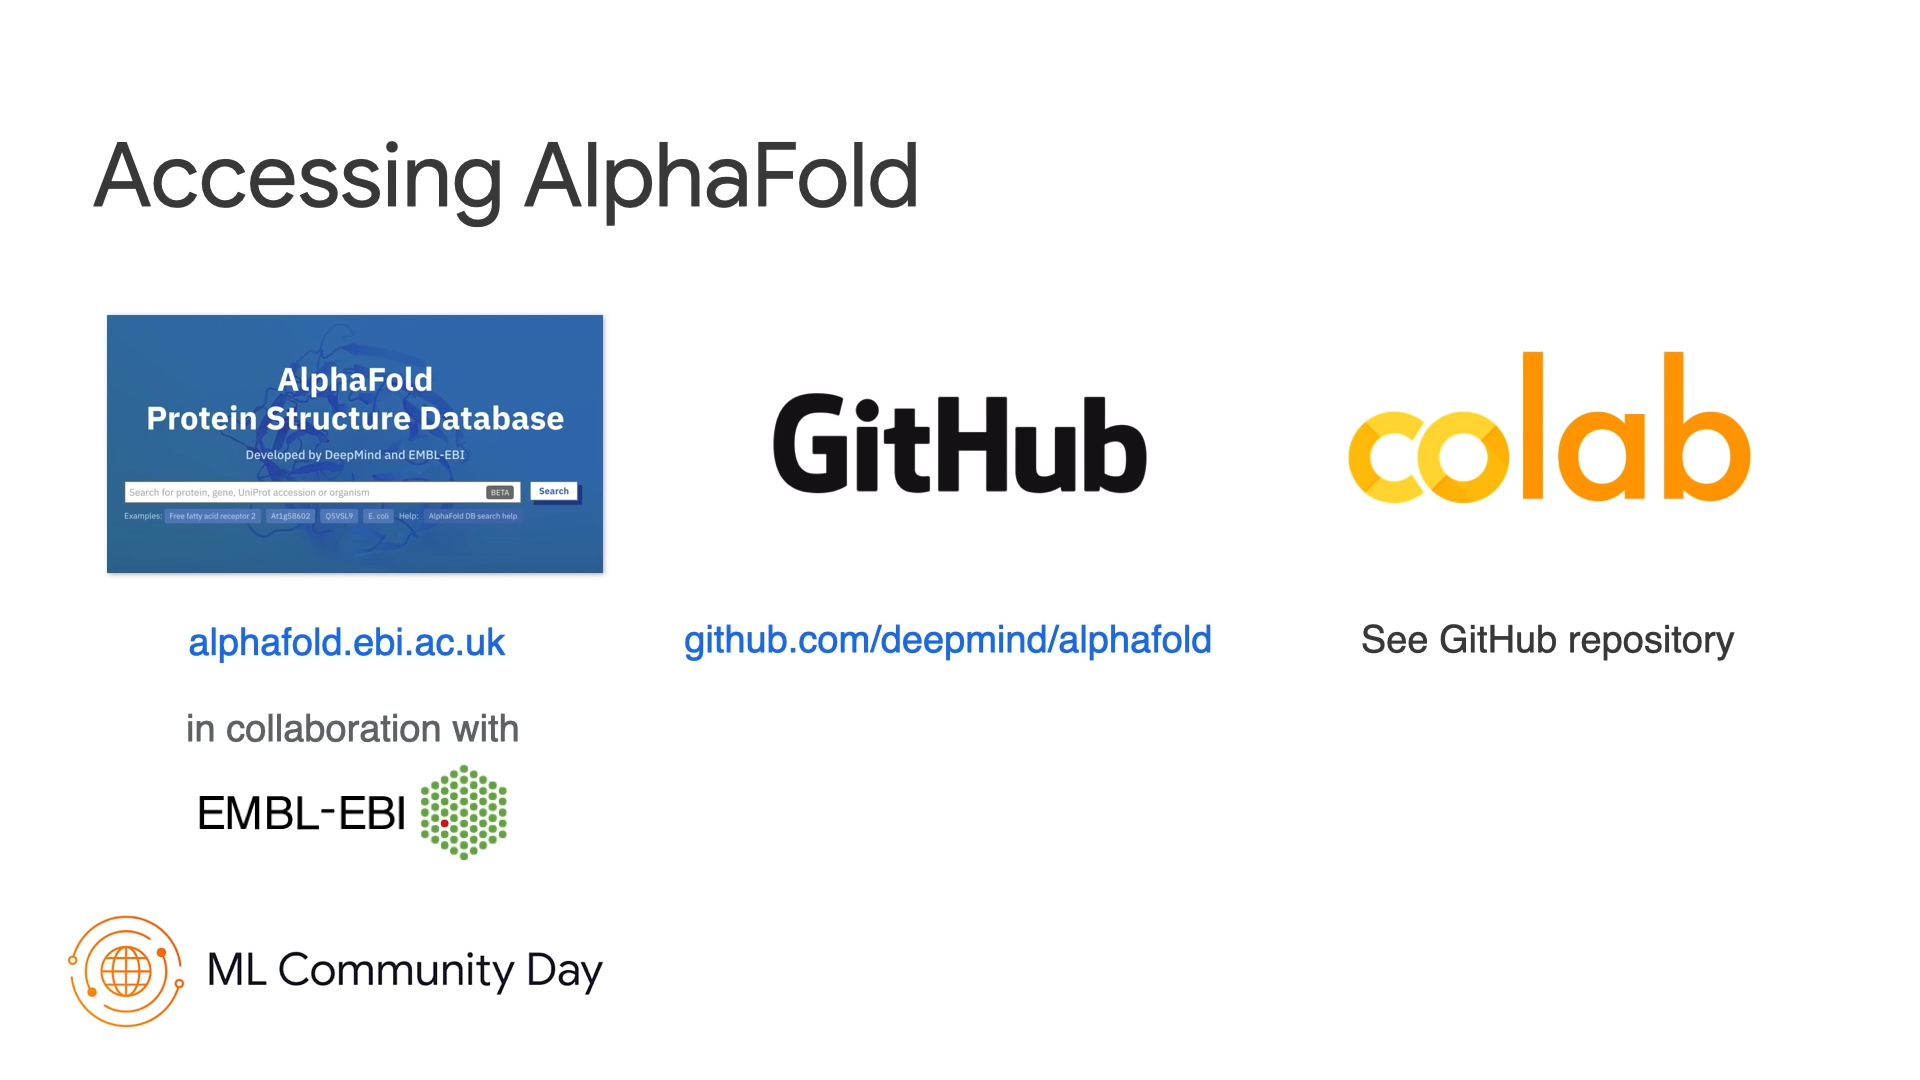 Accessing AlphaFold
AlphaFold
Protein Structure Database
Developed by DeepMind and EMBL-EBI
Search for protein, gene, UniProt accession or organism BETA Search
Examples: Free fatty acid receptor 2 At1g58602 Q5VSL9 E. coli Help: AlphaFold DB search help
alphafold.ebi.ac.uk
in collaboration with
EMBL-EBI
GitHub
github.com/deepmind/alphafold
colab
See GitHub repository
ML Community Day